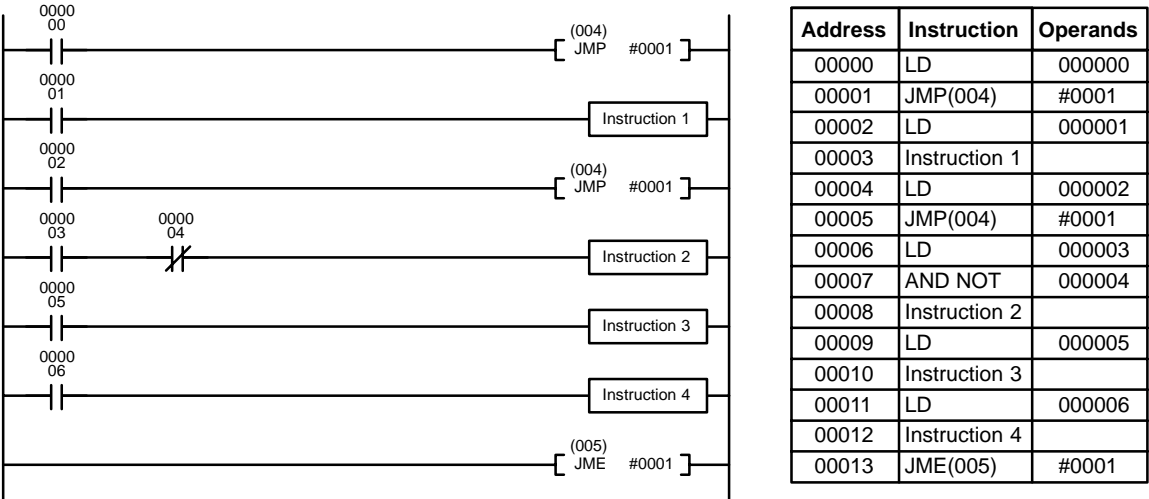 0000
00
(004)
JMP #0001
0000
01
Instruction 1
0000
02
(004)
JMP #0001
0000
03
0000
04
Instruction 2
0000
05
Instruction 3
0000
06
Instruction 4
(005)
JME #0001
Address Instruction Operands
00000 LD 000000
00001 JMP(004) #0001
00002 LD 000001
00003 Instruction 1
00004 LD 000002
00005 JMP(004) #0001
00006 LD 000003
00007 AND NOT 000004
00008 Instruction 2
00009 LD 000005
00010 Instruction 3
00011 LD 000006
00012 Instruction 4
00013 JME(005) #0001